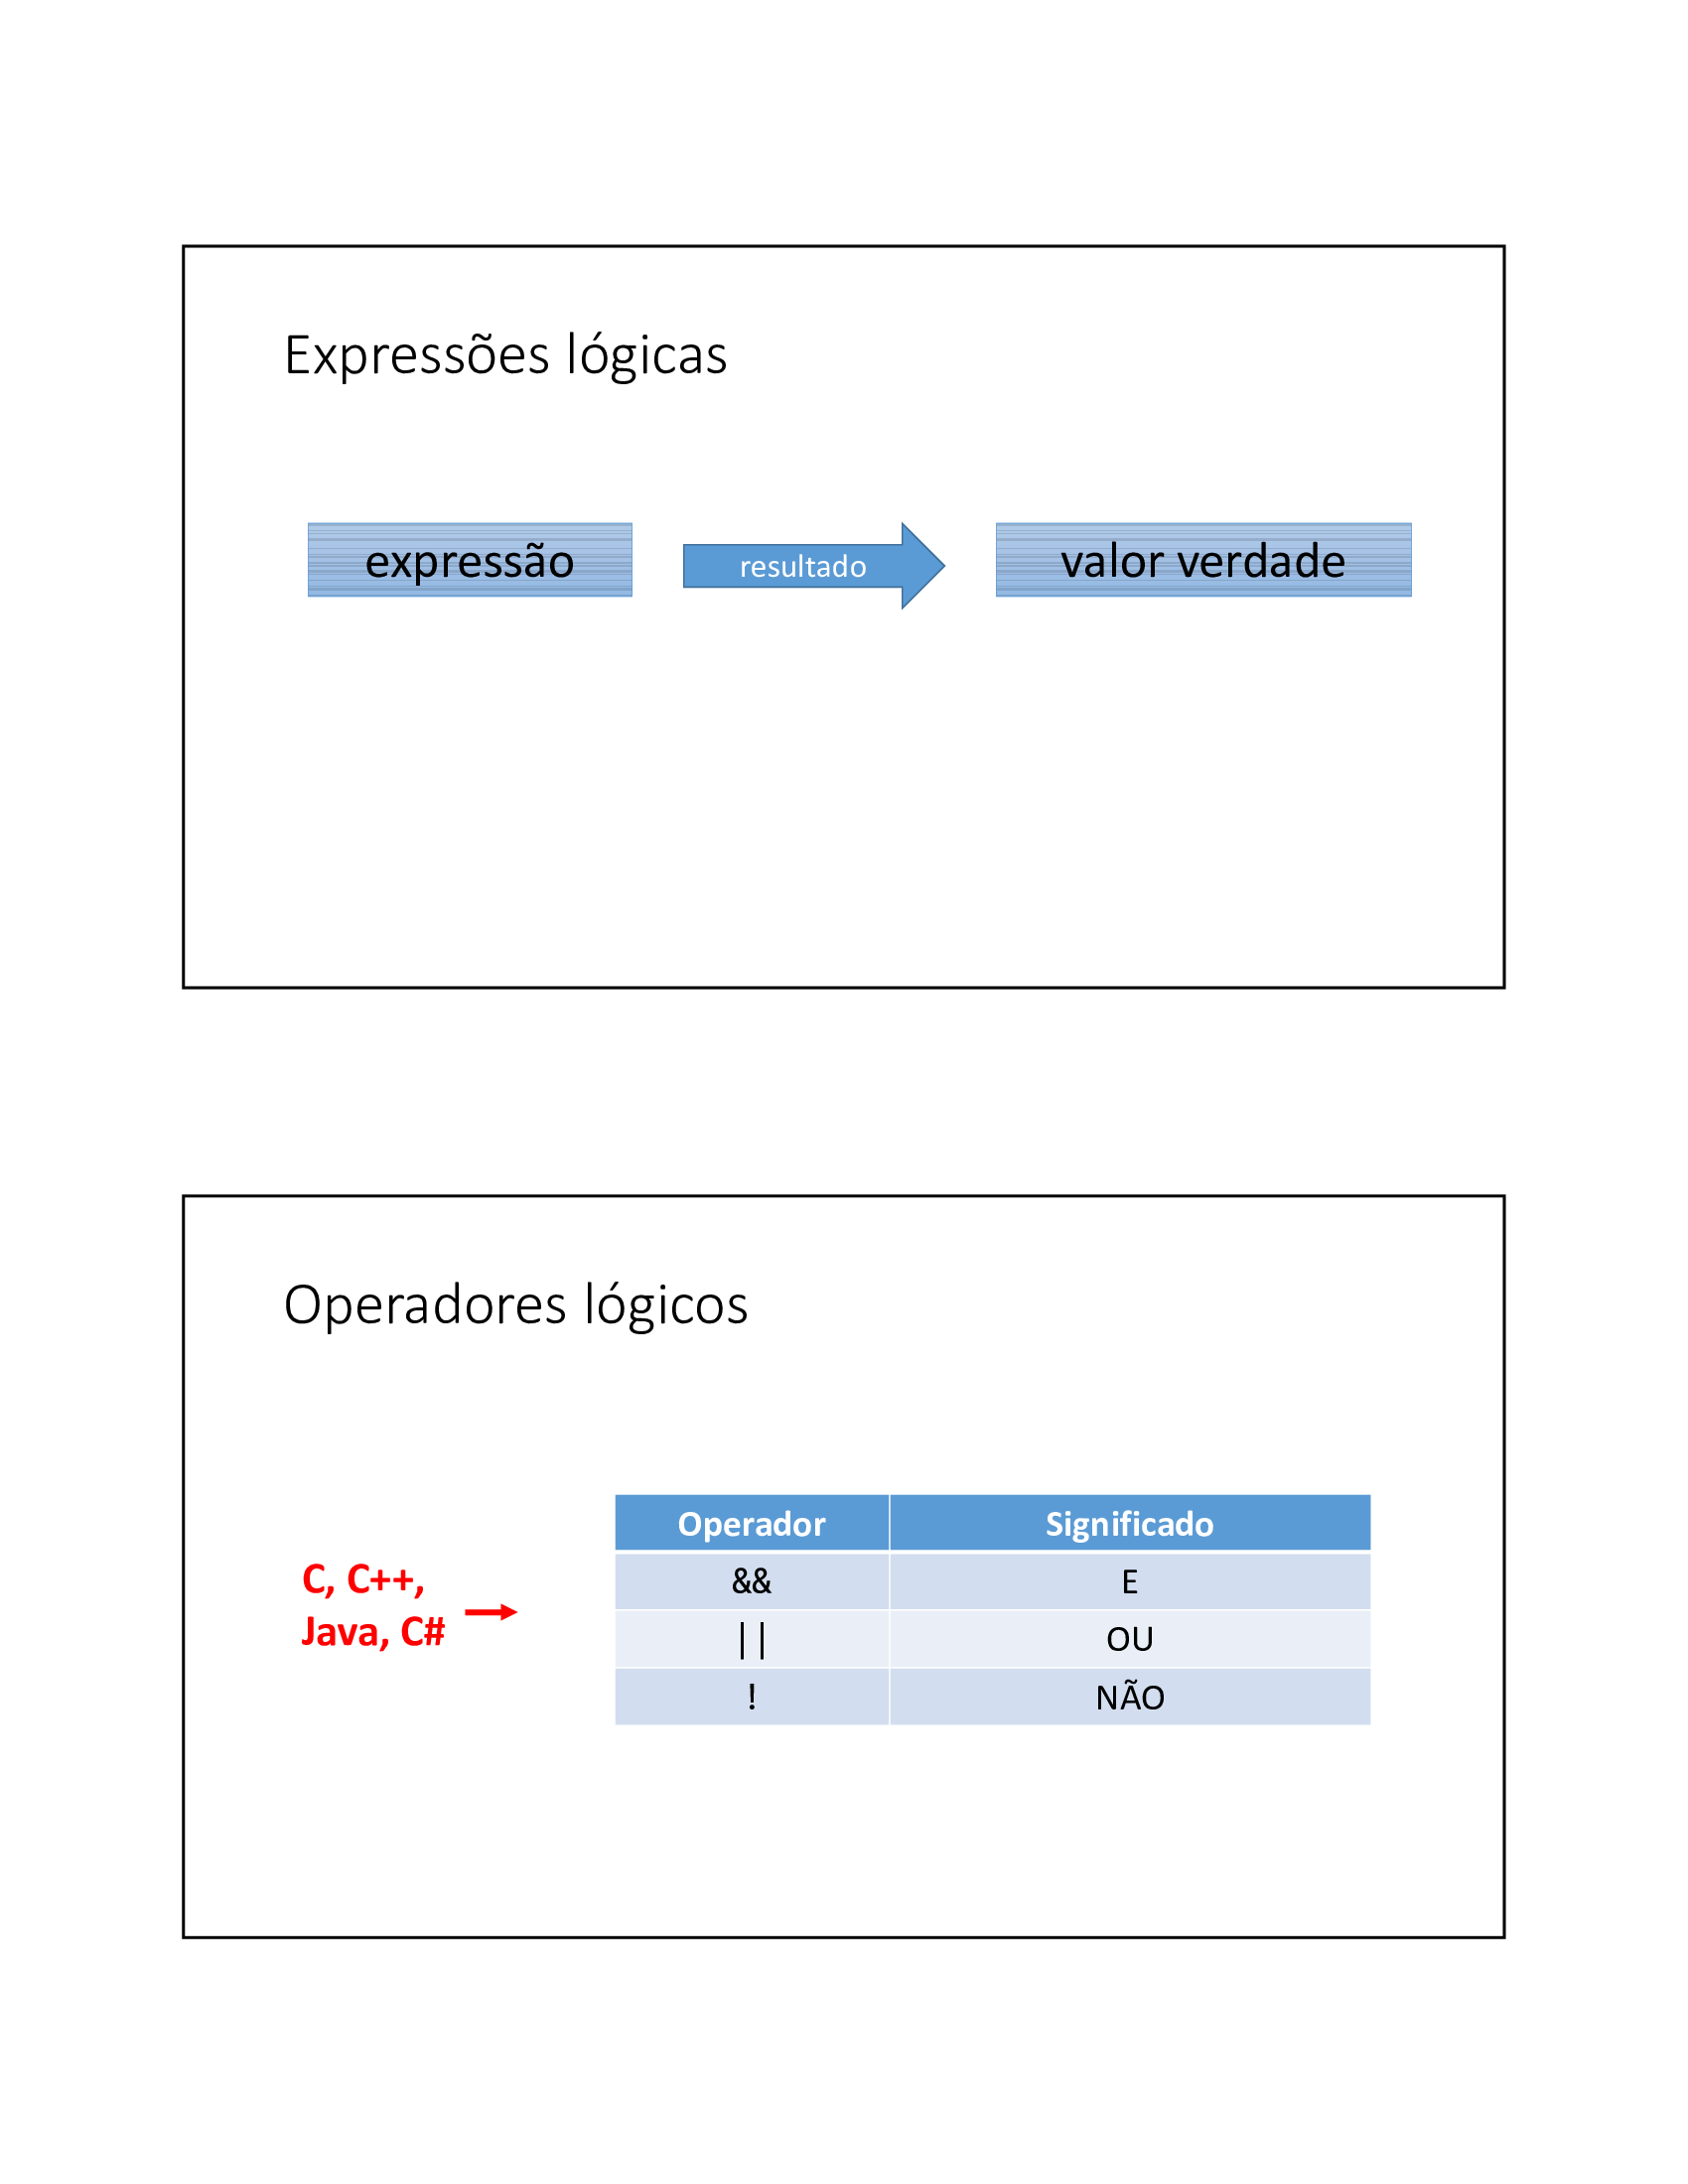 Expressões lógicas
expressão
resultado
valor verdade
Operadores lógicos
C, C++,
Java, C#
Operador Significado
&& E
|| OU
! NÃO